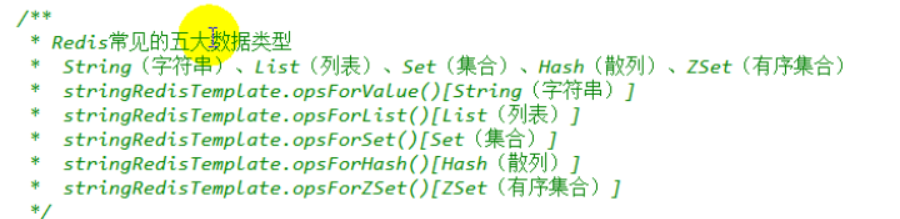 /**
* Redis常见的五大数据类型
* String（字符串）、List（列表）、Set（集合）、Hash（散列）、ZSet（有序集合）
* stringRedisTemplate.opsForValue()[String（字符串）]
* stringRedisTemplate.opsForList()[List（列表）]
* stringRedisTemplate.opsForSet()[Set（集合）]
* stringRedisTemplate.opsForHash()[Hash（散列）]
* stringRedisTemplate.opsForZSet()[ZSet（有序集合）]
*/